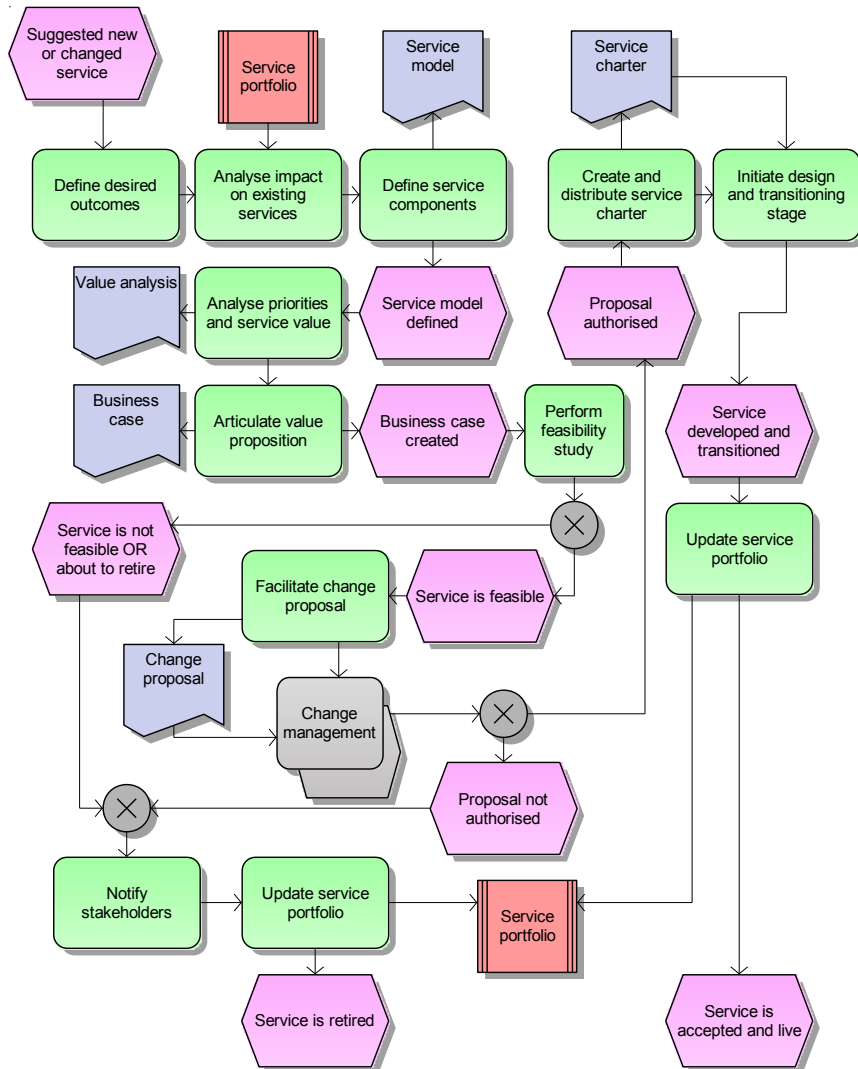 Suggested new
or changed
service
Service
portfolio
Service
model
Service
charter
Define desired
outcomes
Analyse impact
on existing
services
Define service
components
Create and
distribute service
charter
Initiate design
and transitioning
stage
Value analysis
Analyse priorities
and service value
Service model
defined
Proposal
authorised
Business
case
Articulate value
proposition
Business case
created
Perform
feasibility
study
Service
developed and
transitioned
Service is not
feasible OR
about to retire
Update service
portfolio
Facilitate change
proposal
Service is feasible
Change
proposal
Change
management
Proposal not
authorised
Notify
stakeholders
Update service
portfolio
Service
portfolio
Service is retired
Service is
accepted and live